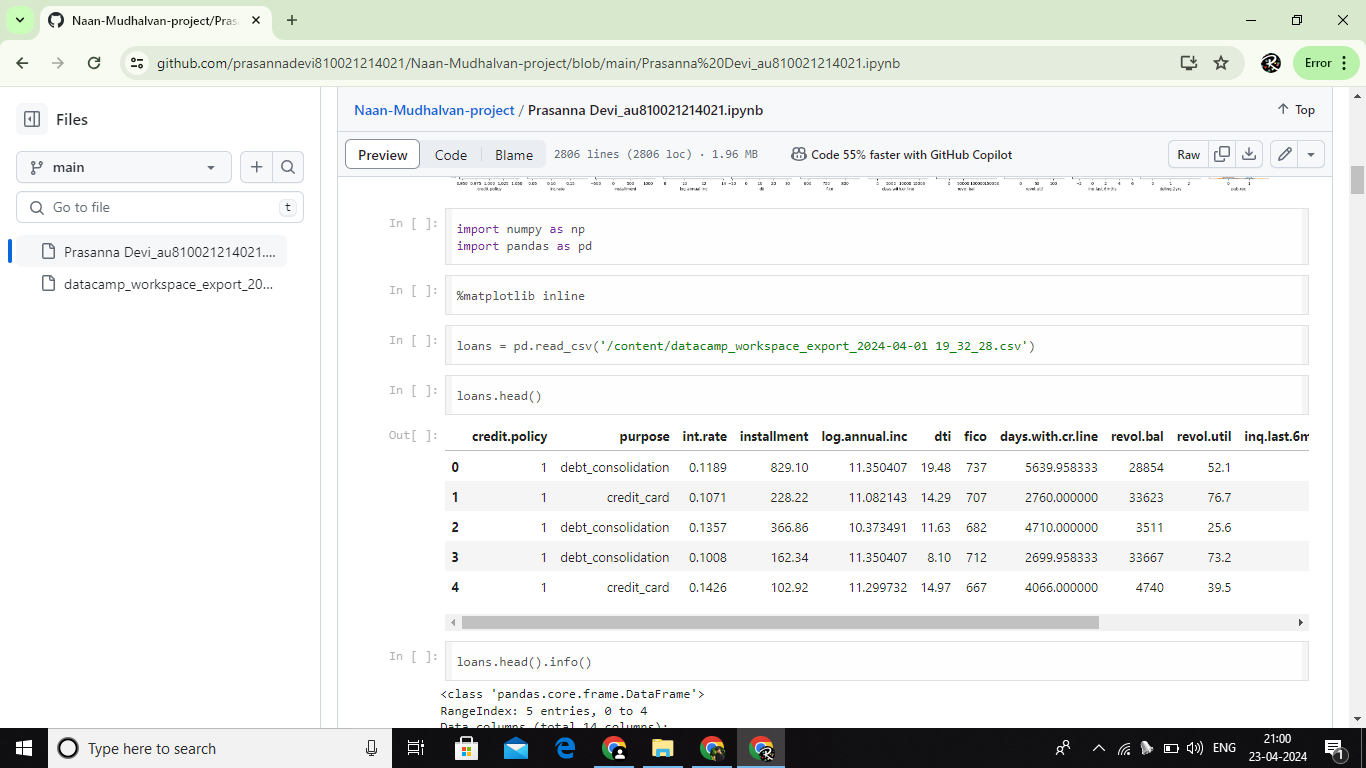 Naan-Mudhalvan-project/Pras
github.com/prasannadevi810021214021/Naan-Mudhalvan-project/blob/main/Prasanna%20Devi_au810021214021.ipynb
Error
Files
Naan-Mudhalvan-project / Prasanna Devi_au810021214021.ipynb
Top
main
Preview Code Blame 2806 lines (2806 loc) · 1.96 MB Code 55% faster with GitHub Copilot Raw
Go to file t
Prasanna Devi_au810021214021....
datacamp_workspace_export_20...
In [ ]:
import numpy as np
import pandas as pd
In [ ]:
%matplotlib inline
In [ ]:
loans = pd.read_csv('/content/datacamp_workspace_export_2024-04-01 19_32_28.csv')
In [ ]:
loans.head()
Out[ ]:
credit.policy purpose int.rate installment log.annual.inc dti fico days.with.cr.line revol.bal revol.util inq.last.6m
0 1 debt_consolidation 0.1189 829.10 11.350407 19.48 737 5639.958333 28854 52.1
1 1 credit_card 0.1071 228.22 11.082143 14.29 707 2760.000000 33623 76.7
2 1 debt_consolidation 0.1357 366.86 10.373491 11.63 682 4710.000000 3511 25.6
3 1 debt_consolidation 0.1008 162.34 11.350407 8.10 712 2699.958333 33667 73.2
4 1 credit_card 0.1426 102.92 11.299732 14.97 667 4066.000000 4740 39.5
In [ ]:
loans.head().info()
<class 'pandas.core.frame.DataFrame'>
RangeIndex: 5 entries, 0 to 4
Data columns (total 14 columns):
Type here to search
ENG
21:00
23-04-2024
1